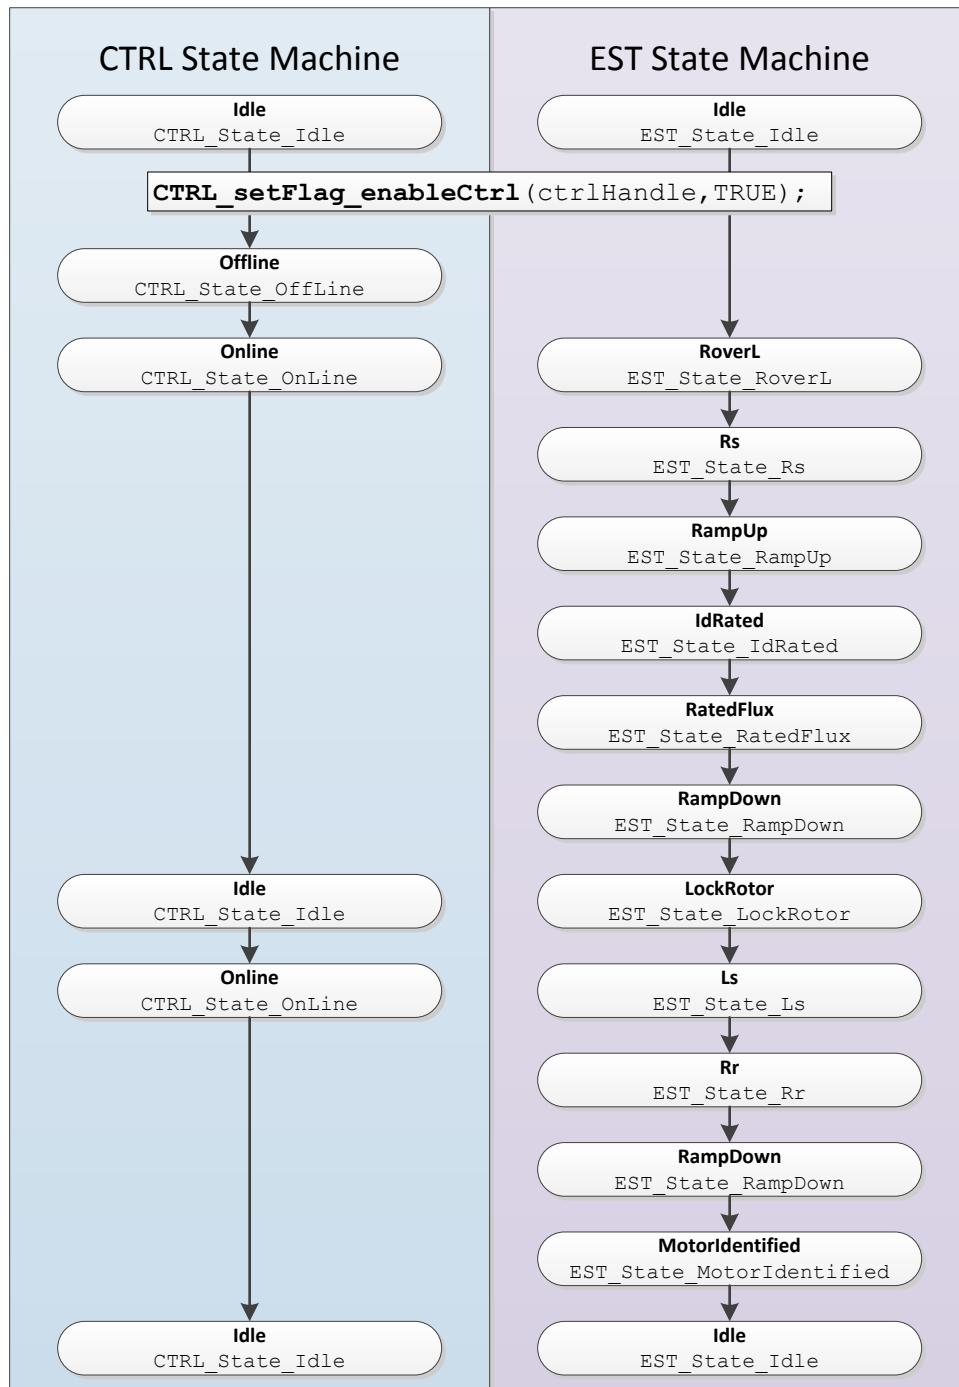 CTRL State Machine
EST State Machine
Idle
CTRL_State_Idle
Idle
EST_State_Idle
CTRL_setFlag_enableCtrl(ctrlHandle,TRUE);
Offline
CTRL_State_OffLine
Online
CTRL_State_OnLine
RoverL
EST_State_RoverL
Rs
EST_State_Rs
RampUp
EST_State_RampUp
IdRated
EST_State_IdRated
RatedFlux
EST_State_RatedFlux
RampDown
EST_State_RampDown
Idle
CTRL_State_Idle
LockRotor
EST_State_LockRotor
Online
CTRL_State_OnLine
Ls
EST_State_Ls
Rr
EST_State_Rr
RampDown
EST_State_RampDown
MotorIdentified
EST_State_MotorIdentified
Idle
CTRL_State_Idle
Idle
EST_State_Idle